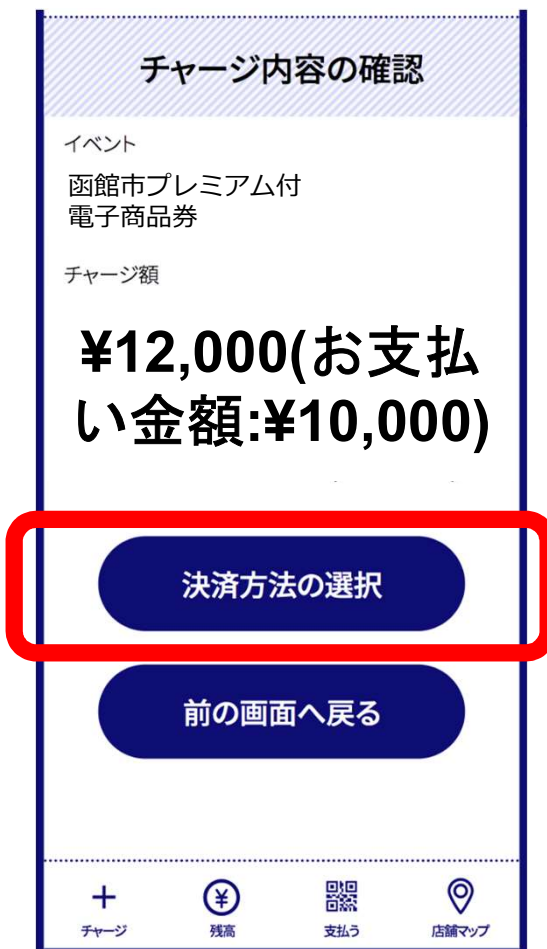 チャージ内容の確認
イベント
函館市プレミアム付
電子商品券
チャージ額
¥12,000(お支払
い金額:¥10,000)
決済方法の選択
前の画面へ戻る
チャージ
残高
支払う
店舗マップ